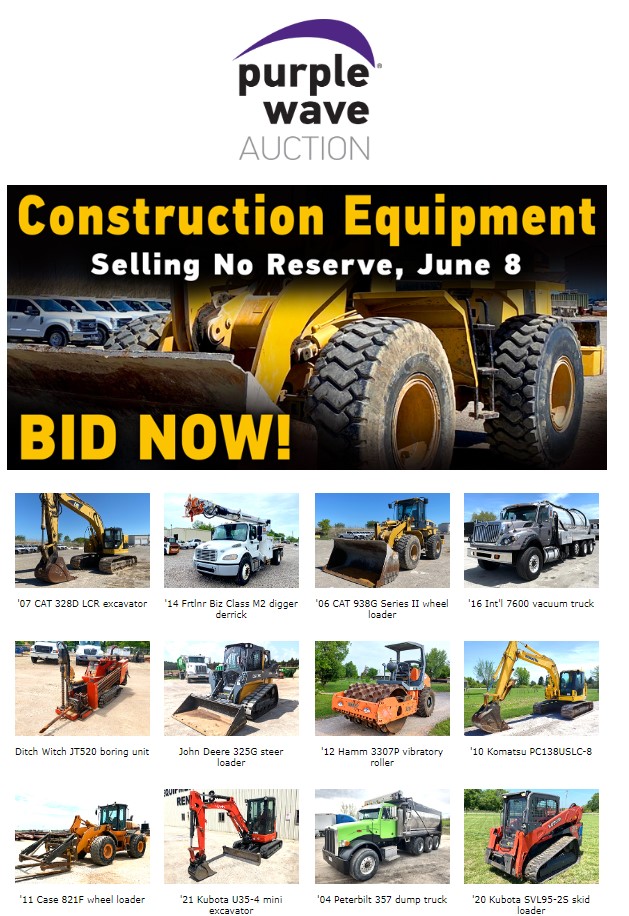 purple
wave
AUCTION
Construction Equipment
Selling No Reserve, June 8
BID NOW!
'07 CAT 328D LCR excavator
'14 Frtlnr Biz Class M2 digger
derrick
'06 CAT 938G Series II wheel
loader
'16 Int'l 7600 vacuum truck
Ditch Witch JT520 boring unit
John Deere 325G steer
loader
'12 Hamm 3307P vibratory
roller
'10 Komatsu PC138USLC-8
'11 Case 821F wheel loader
'21 Kubota U35-4 mini
excavator
'04 Peterbilt 357 dump truck
'20 Kubota SVL95-2S skid
loader